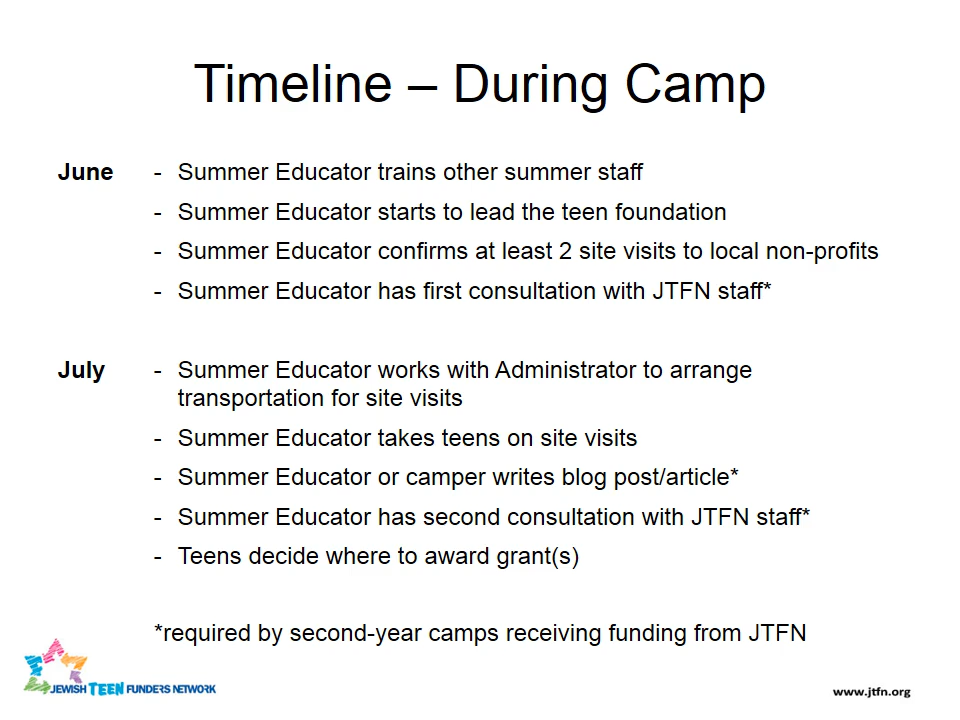 Timeline – During Camp
June - Summer Educator trains other summer staff
- Summer Educator starts to lead the teen foundation
- Summer Educator confirms at least 2 site visits to local non-profits
- Summer Educator has first consultation with JTFN staff*
July - Summer Educator works with Administrator to arrange
transportation for site visits
- Summer Educator takes teens on site visits
- Summer Educator or camper writes blog post/article*
- Summer Educator has second consultation with JTFN staff*
- Teens decide where to award grant(s)
*required by second-year camps receiving funding from JTFN
JEWISH TEEN FUNDERS NETWORK
www.jtfn.org